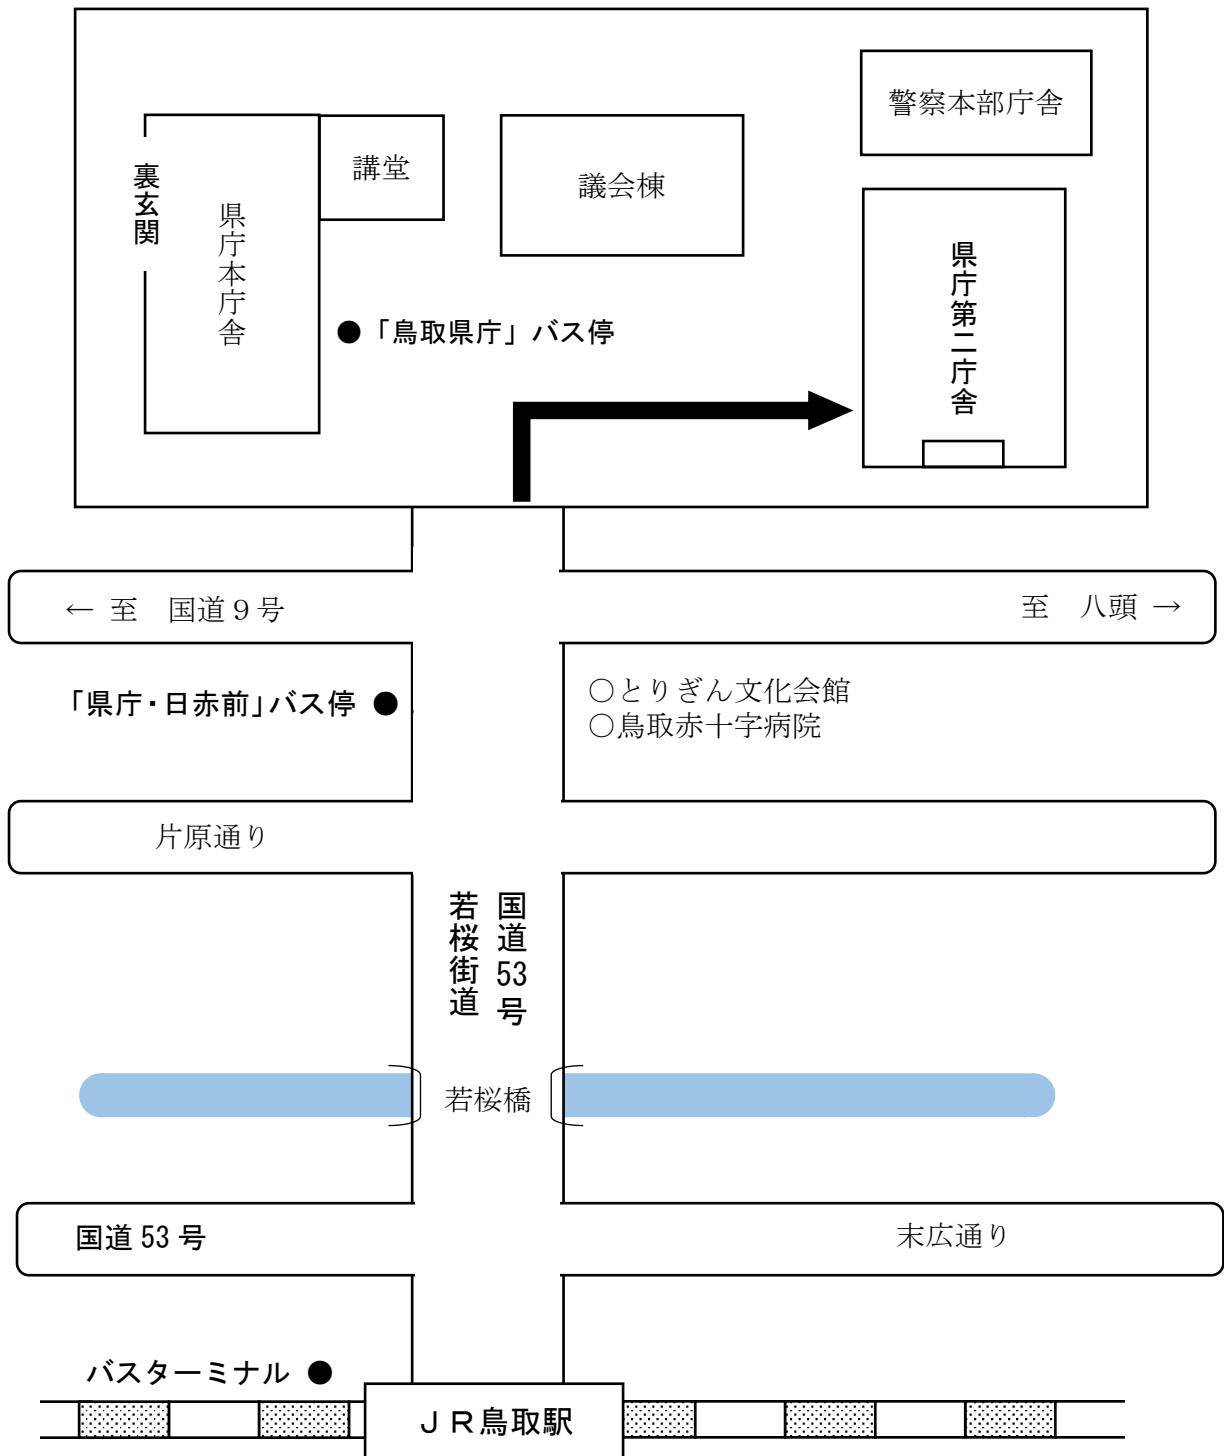 警察本部庁舎
講堂
議会棟
裏玄関
県庁本庁舎
県庁第二庁舎
●「鳥取県庁」バス停
← 至　国道９号
至　八頭 →
「県庁・日赤前」バス停 ●
○とりぎん文化会館
○鳥取赤十字病院
片原通り
国道 53 号
若桜街道
若桜橋
国道 53 号
末広通り
バスターミナル ●
ＪＲ鳥取駅